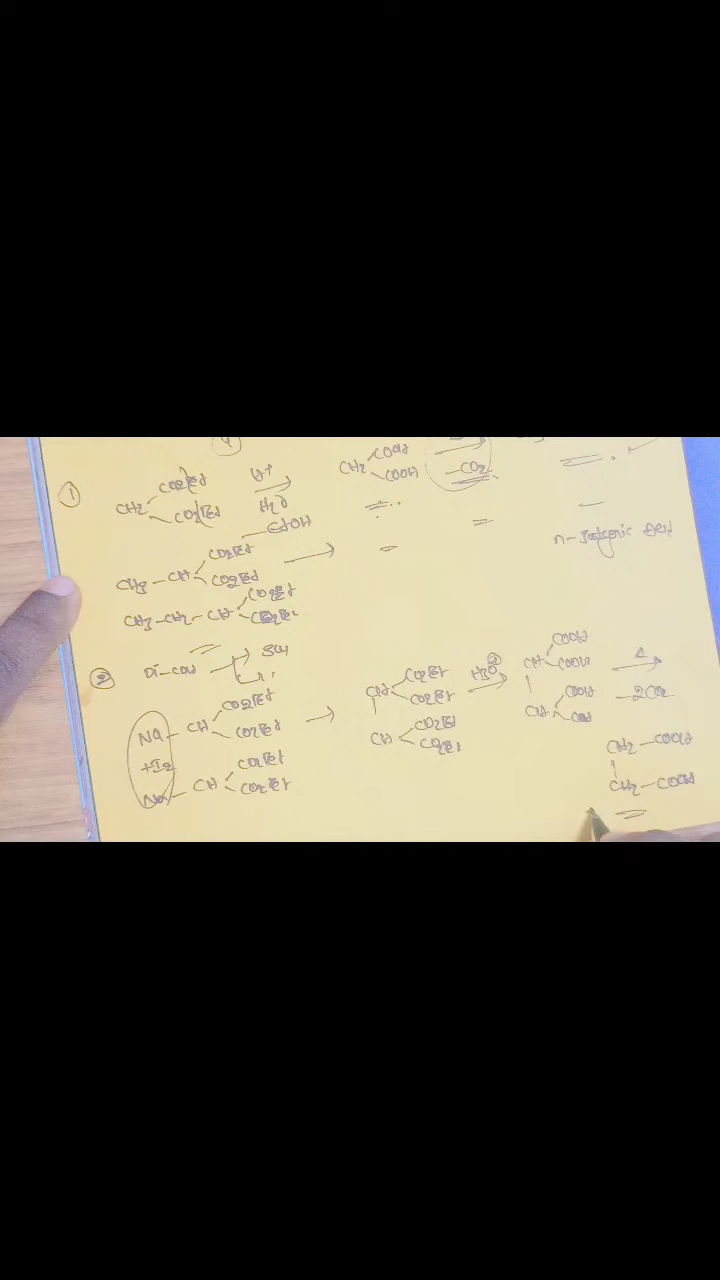 4
①
CO2Et H+ COOH
CH2 CH2 -CO2
CO2Et H2O COOH
EtOH
CO2Et n- acid
CH3-CH
CO2Et
CO2Et
CH3-CH2-CH
CO2Et
② Di-COOH
CO2Et CO2Et H3O COOH
Na-CH CH CH-COOH Δ
CO2Et CO2Et COOH -2CO2
+I2 CO2Et CH
CO2Et CH CH2-COOH
Na-CH CO2Et
CO2Et CH2-COOH